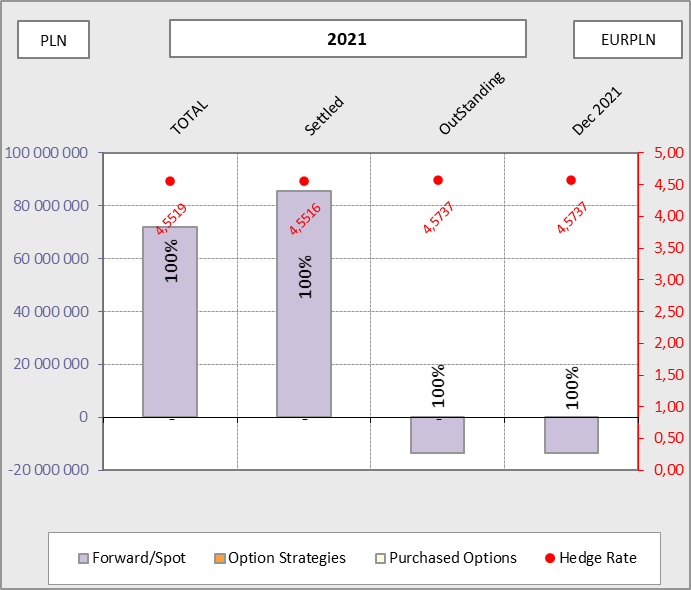 PLN
2021
EURPLN
TOTAL
Settled
OutStanding
Dec 2021
100 000 000
80 000 000
60 000 000
40 000 000
20 000 000
0
-20 000 000
4,5519
4,5516
4,5737
4,5737
100%
100%
100%
100%
5,00
4,50
4,00
3,50
3,00
2,50
2,00
1,50
1,00
0,50
0,00
Forward/Spot Option Strategies Purchased Options Hedge Rate